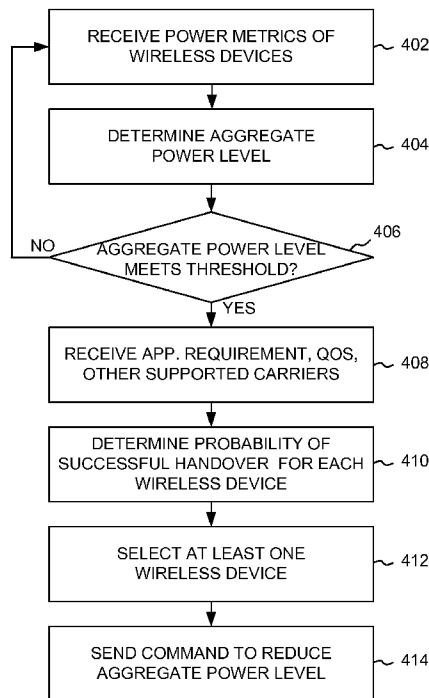 RECEIVE POWER METRICS OF
WIRELESS DEVICES
402
DETERMINE AGGREGATE
POWER LEVEL
404
406
NO
AGGREGATE POWER LEVEL
MEETS THRESHOLD?
YES
RECEIVE APP. REQUIREMENT, QOS,
OTHER SUPPORTED CARRIERS
408
DETERMINE PROBABILITY OF
SUCCESSFUL HANDOVER FOR EACH
WIRELESS DEVICE
410
SELECT AT LEAST ONE
WIRELESS DEVICE
412
SEND COMMAND TO REDUCE
AGGREGATE POWER LEVEL
414